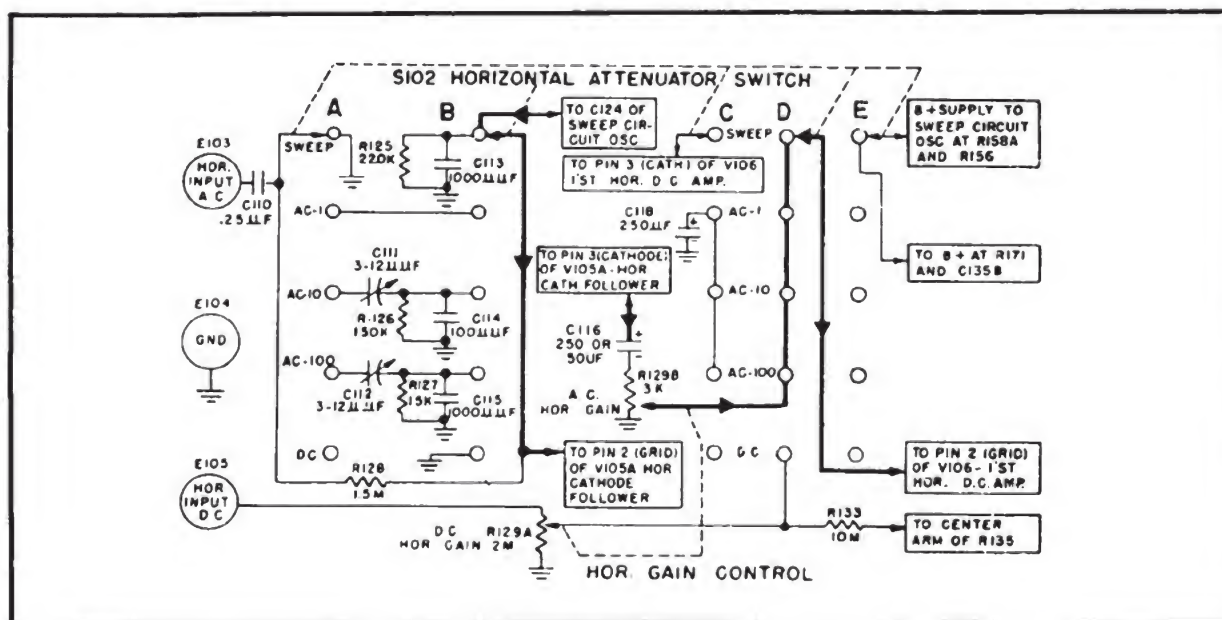 S102 HORIZONTAL ATTENUATOR SWITCH
A
B
C
D
E
TO C124 OF
SWEEP CIR-
CUIT OSC
B + SUPPLY TO
SWEEP CIRCUIT
OSC AT R158A
AND R156
E103
HOR.
INPUT
A C
C110
.25µF
SWEEP
R125
220K
C113
1000µµF
SWEEP
TO PIN 3 (CATH) OF V106
1'ST HOR. D.C AMP.
AC-1
C118
250µF
+
AC-1
TO PIN 3 (CATHODE)
OF V105A-HOR
CATH FOLLOWER
TO B+ AT R171
AND C135B
C111
3-12µµF
AC-10
R-126
150K
C114
100µµF
AC-10
E104
GND
C116
250 OR
50UF
+
-
AC-100
C112
3-12µµF
R127
15K
C115
1000µµF
R129B
3K
A C.
HOR GAIN
AC-100
DC
DC
E105
HOR
INPUT
DC
R128
1.5M
TO PIN 2 (GRID)
OF V105A HOR
CATHODE
FOLLOWER
TO PIN 2 (GRID)
OF V106-1'ST
HOR. D.C. AMP.
DC
HOR GAIN
R129A
2M
R133
10M
TO CENTER
ARM OF R135
HOR. GAIN CONTROL